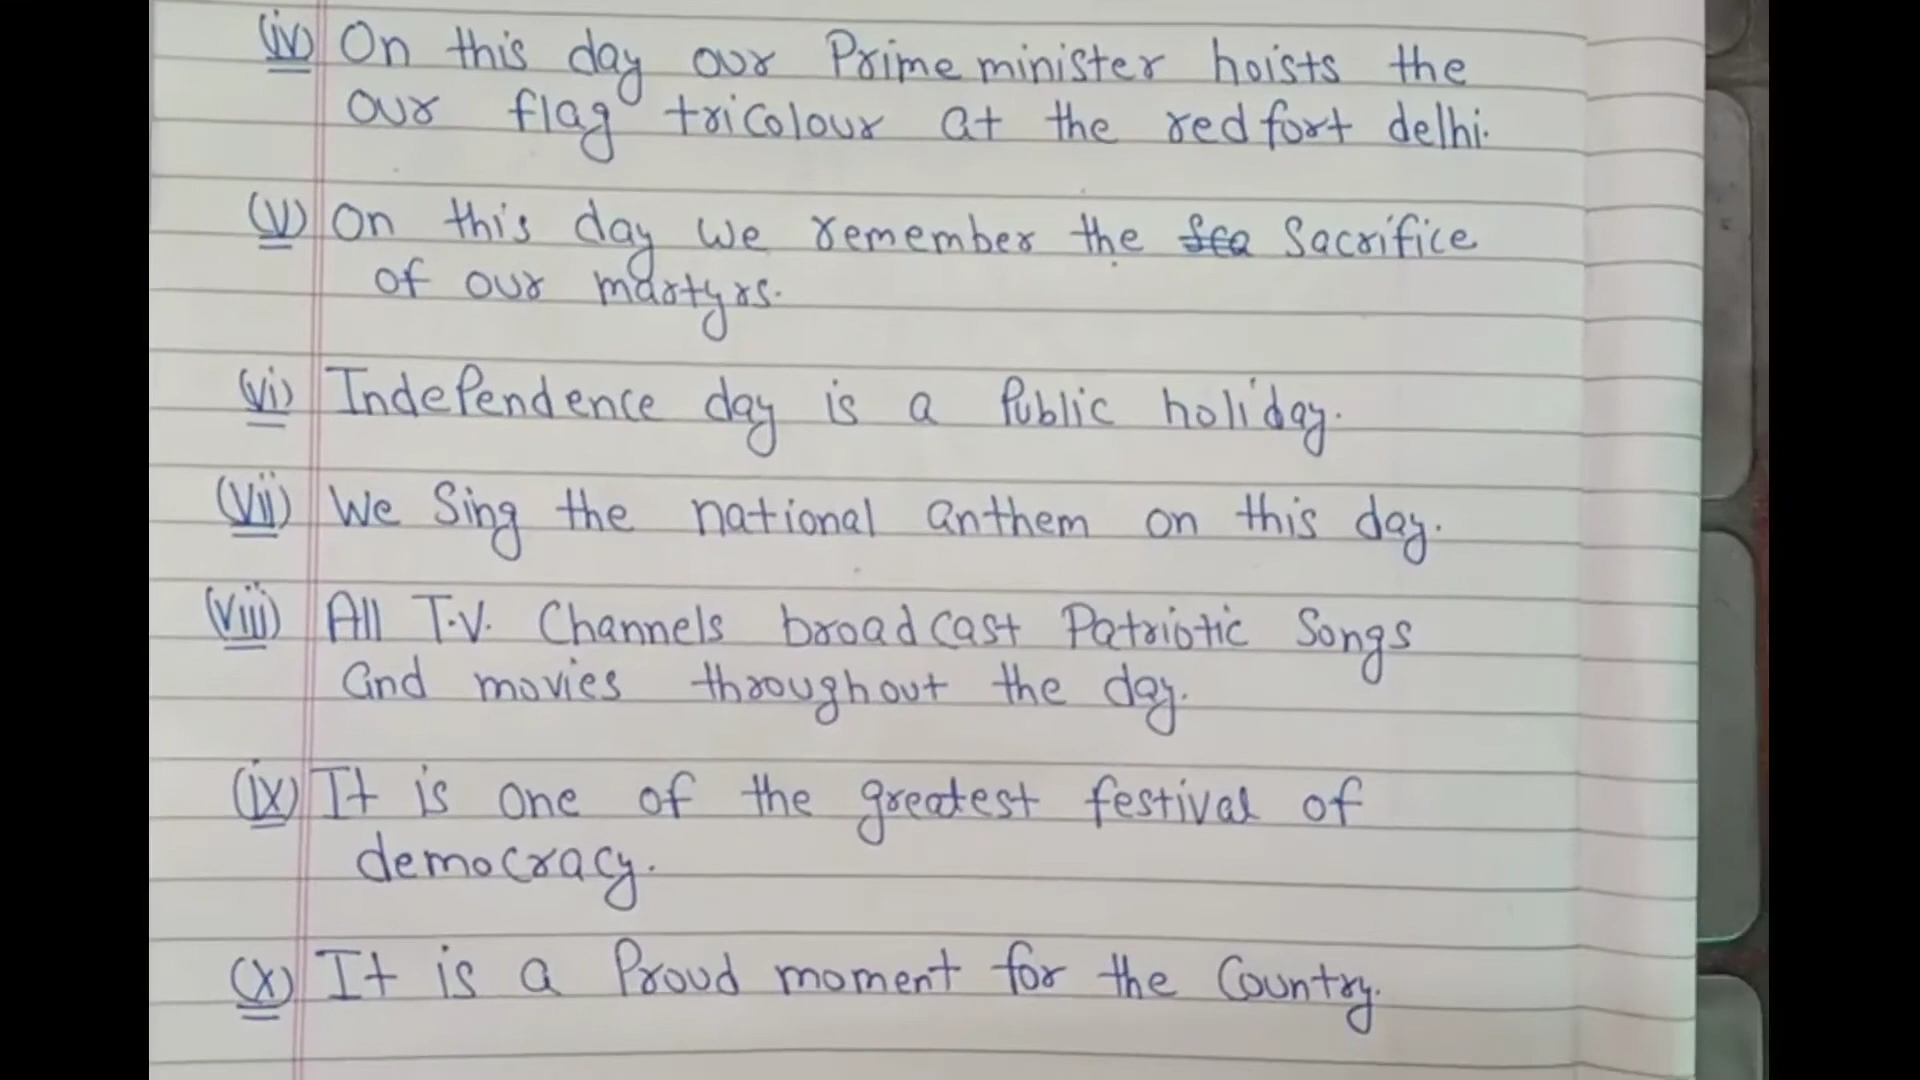 (iv) On this day our Prime minister hoists the
our flag tricolour at the red fort delhi.
(v) On this day we remember the Sacrifice
of our martyrs.
(vi) Independence day is a Public holiday.
(vii) We Sing the national anthem on this day.
(viii) All T.V. Channels broadcast Patriotic Songs
and movies throughout the day.
(ix) It is one of the greatest festival of
democracy.
(x) It is a Proud moment for the Country.